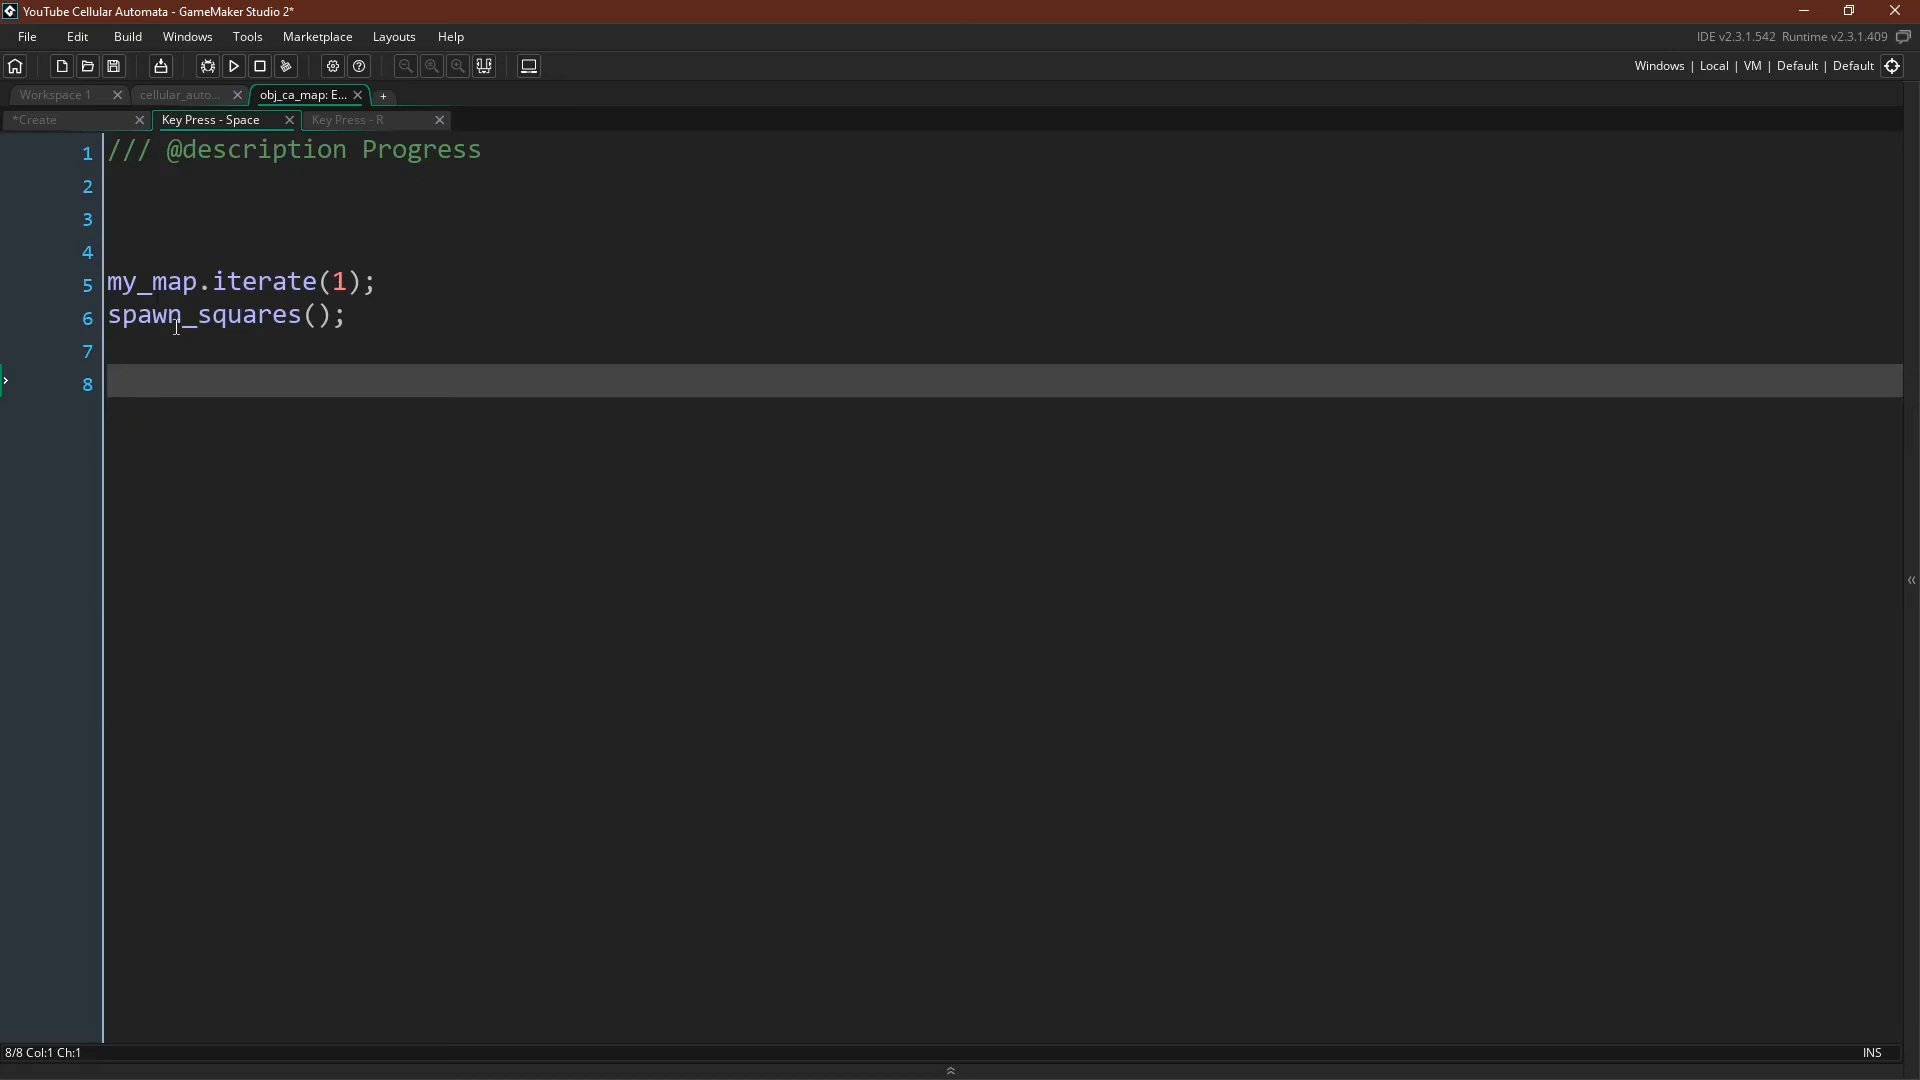 YouTube Cellular Automata - GameMaker Studio 2*
File Edit Build Windows Tools Marketplace Layouts Help
IDE v2.3.1.542 Runtime v2.3.1.409
Windows | Local | VM | Default | Default
Workspace 1 cellular_auto... obj_ca_map: E... +
*Create Key Press - Space Key Press - R
1 /// @description Progress
2
3
4
5 my_map.iterate(1);
6 spawn_squares();
7
8
8/8 Col:1 Ch:1
INS